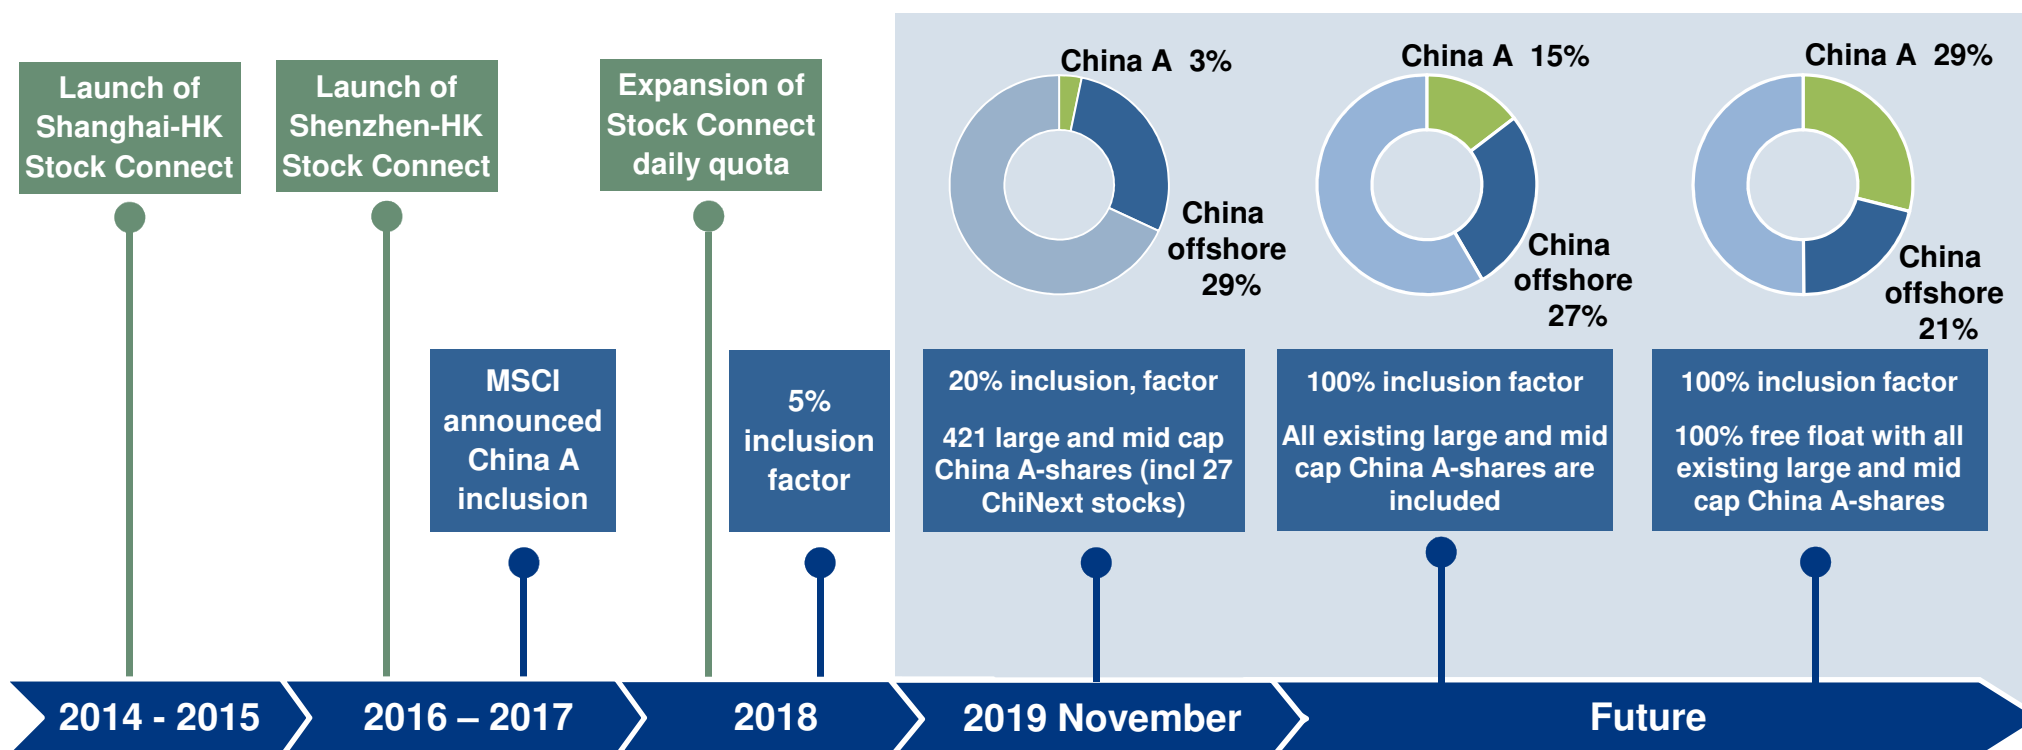 Launch of
Shanghai-HK
Stock Connect
Launch of
Shenzhen-HK
Stock Connect
Expansion of
Stock Connect
daily quota
MSCI
announced
China A
inclusion
5%
inclusion
factor
China A  3%
China
offshore
29%
China A  15%
China
offshore
27%
China A  29%
China
offshore
21%
20% inclusion, factor
421 large and mid cap
China A-shares (incl 27
ChiNext stocks)
100% inclusion factor
All existing large and mid
cap China A-shares are
included
100% inclusion factor
100% free float with all
existing large and mid
cap China A-shares
2014 - 2015
2016 – 2017
2018
2019 November
Future